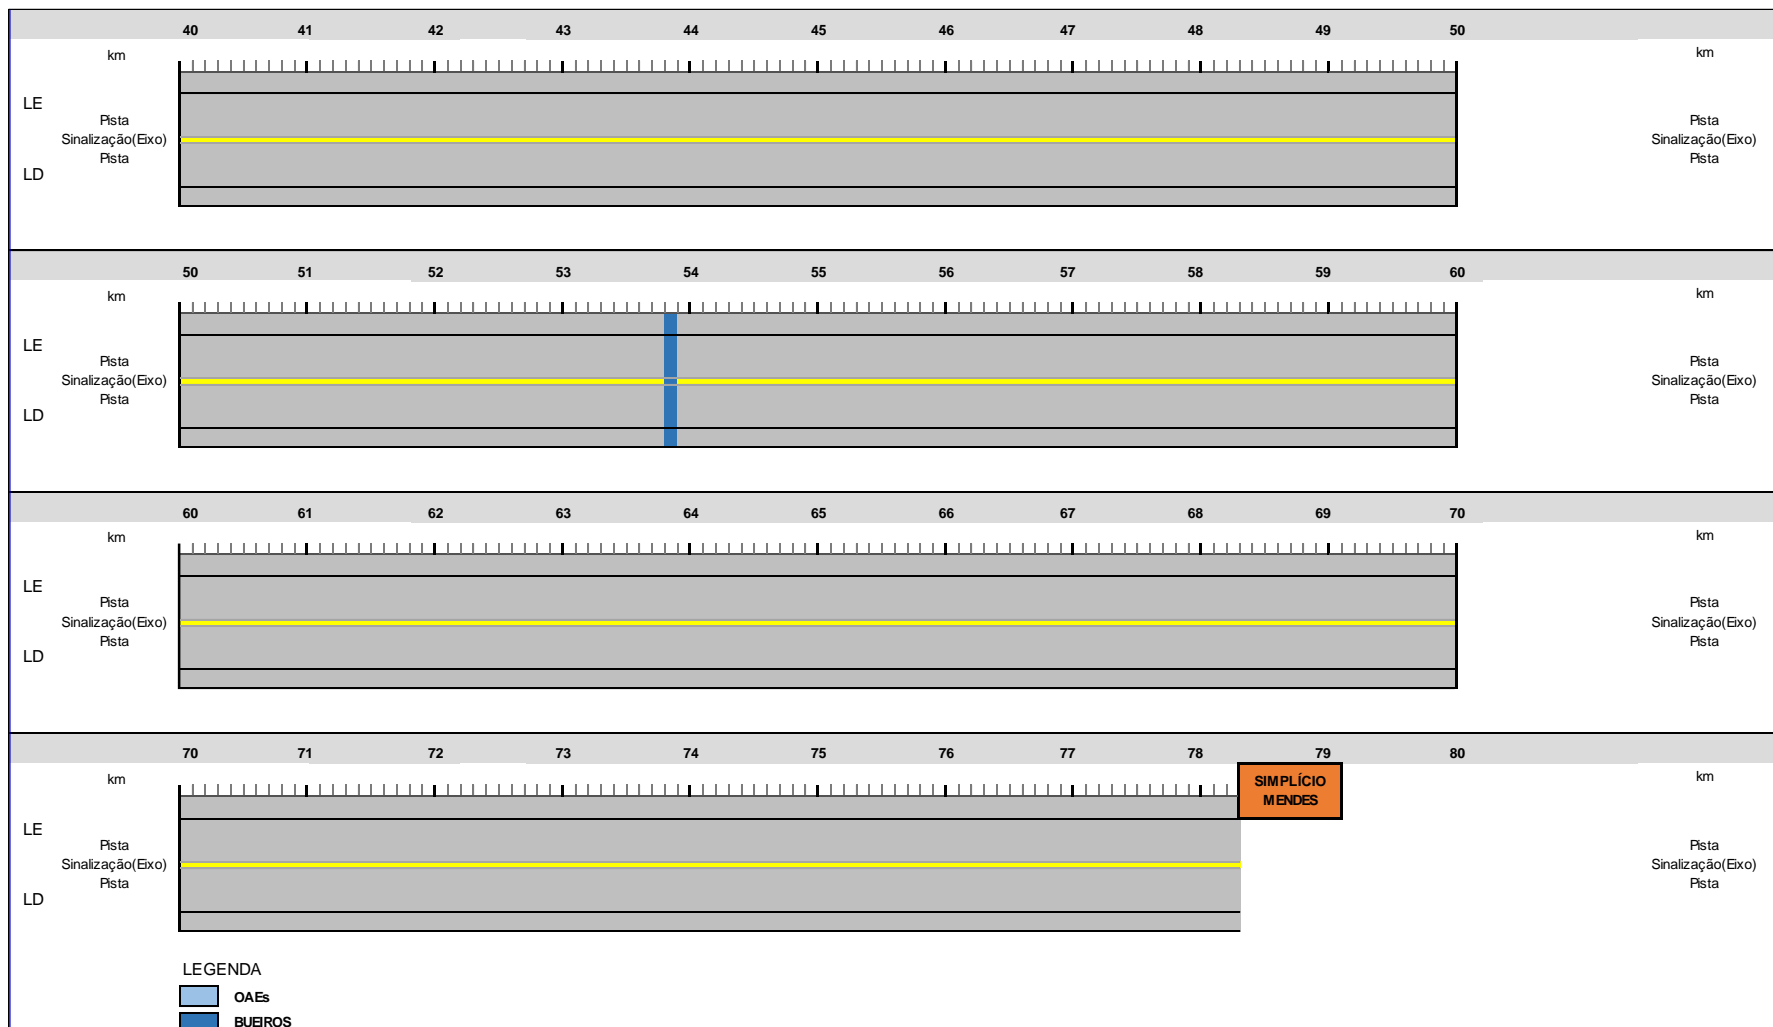 40 41 42 43 44 45 46 47 48 49 50
km km
LE
Pista Pista
Sinalização(Eixo) Sinalização(Eixo)
Pista Pista
LD
50 51 52 53 54 55 56 57 58 59 60
km km
LE
Pista Pista
Sinalização(Eixo) Sinalização(Eixo)
Pista Pista
LD
60 61 62 63 64 65 66 67 68 69 70
km km
LE
Pista Pista
Sinalização(Eixo) Sinalização(Eixo)
Pista Pista
LD
70 71 72 73 74 75 76 77 78 79 80
km km
SIMPLÍCIO
MENDES
LE
Pista Pista
Sinalização(Eixo) Sinalização(Eixo)
Pista Pista
LD
LEGENDA
OAEs
BUEIROS